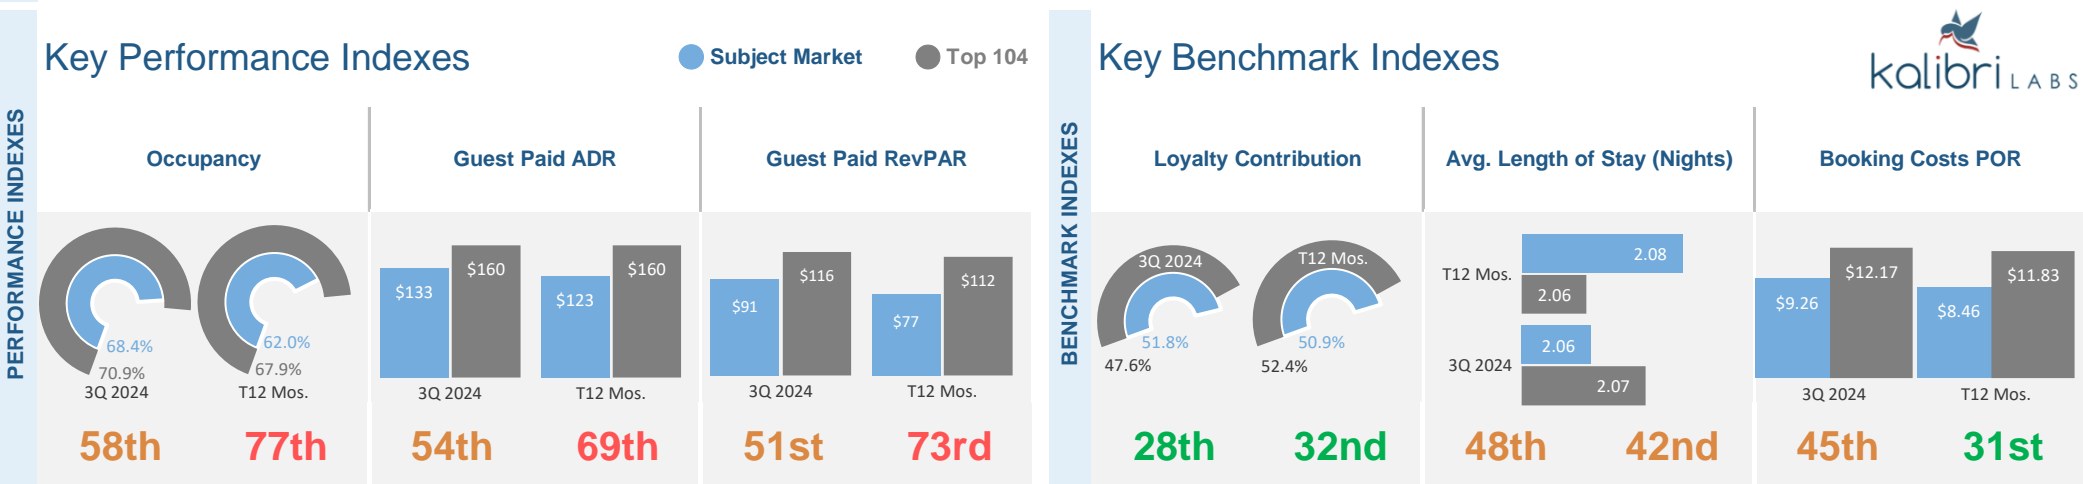 PERFORMANCE INDEXES
Key Performance Indexes
Subject Market
Top 104
Occupancy
Guest Paid ADR
Guest Paid RevPAR
68.4%
70.9%
3Q 2024
62.0%
67.9%
T12 Mos.
$133
$160
3Q 2024
$123
$160
T12 Mos.
$91
$116
3Q 2024
$77
$112
T12 Mos.
58th
77th
54th
69th
51st
73rd
BENCHMARK INDEXES
Key Benchmark Indexes
kalibri LABS
Loyalty Contribution
Avg. Length of Stay (Nights)
Booking Costs POR
3Q 2024
51.8%
47.6%
T12 Mos.
50.9%
52.4%
T12 Mos.
2.08
2.06
3Q 2024
2.06
2.07
$9.26
$12.17
3Q 2024
$8.46
$11.83
T12 Mos.
28th
32nd
48th
42nd
45th
31st